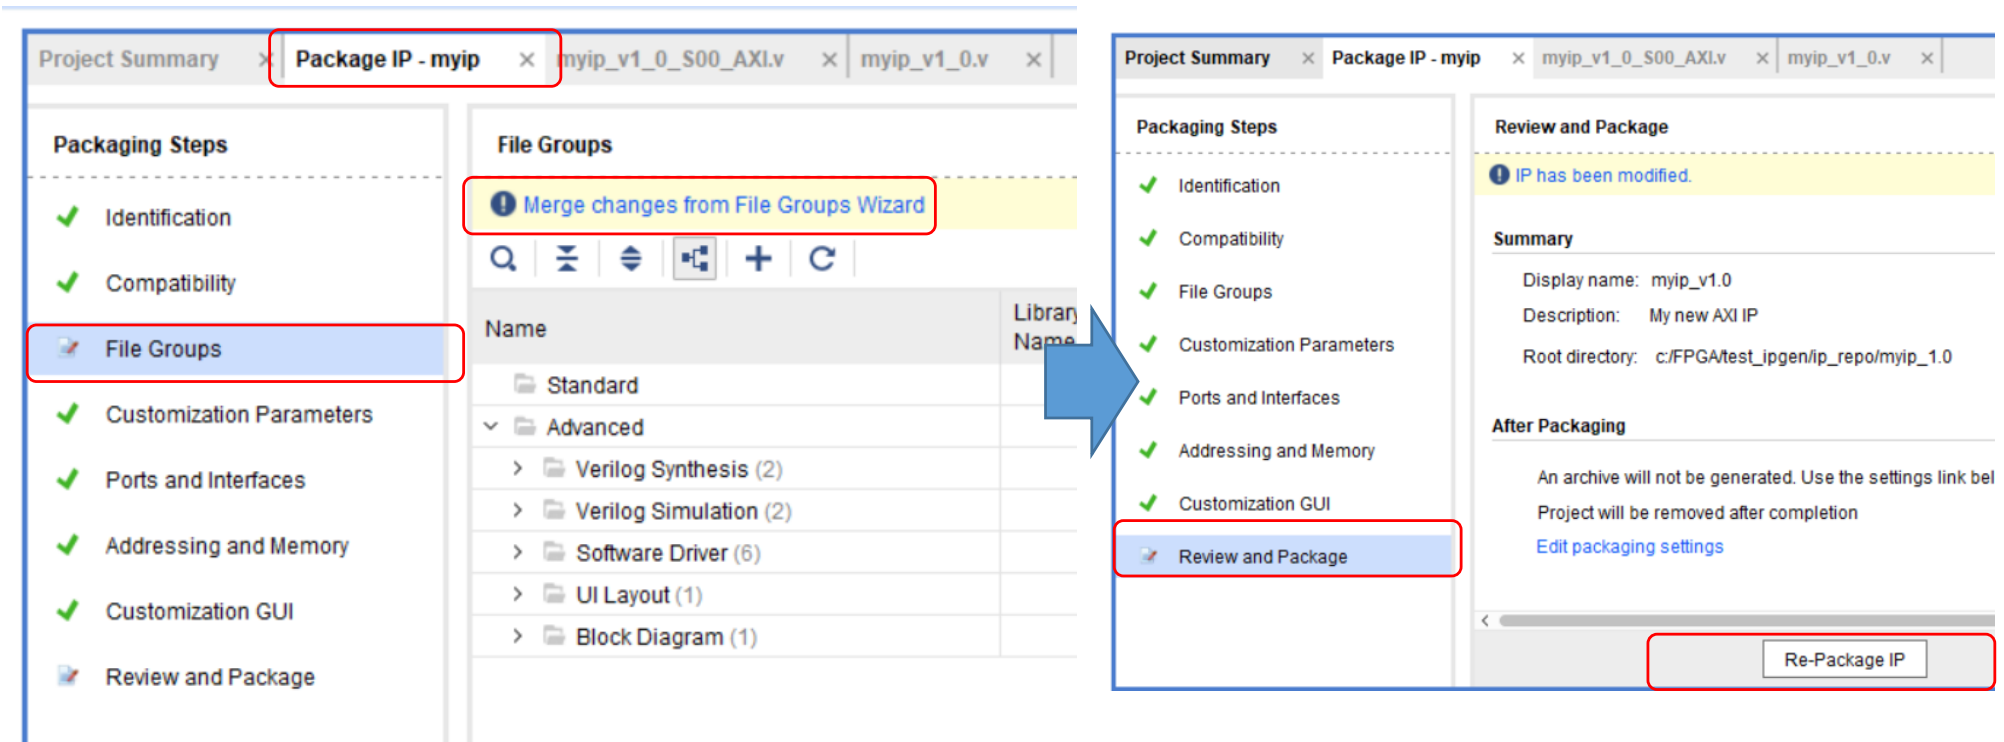 Project Summary
Package IP - myip
myip_v1_0_S00_AXI.v
myip_v1_0.v
Packaging Steps
Identification
Compatibility
File Groups
Customization Parameters
Ports and Interfaces
Addressing and Memory
Customization GUI
Review and Package
File Groups
Merge changes from File Groups Wizard
Name
Library
Name
Standard
Advanced
Verilog Synthesis (2)
Verilog Simulation (2)
Software Driver (6)
UI Layout (1)
Block Diagram (1)
Project Summary
Package IP - myip
myip_v1_0_S00_AXI.v
myip_v1_0.v
Packaging Steps
Identification
Compatibility
File Groups
Customization Parameters
Ports and Interfaces
Addressing and Memory
Customization GUI
Review and Package
Review and Package
IP has been modified.
Summary
Display name: myip_v1.0
Description: My new AXI IP
Root directory: c:/FPGA/test_ipgen/ip_repo/myip_1.0
After Packaging
An archive will not be generated. Use the settings link bel
Project will be removed after completion
Edit packaging settings
Re-Package IP